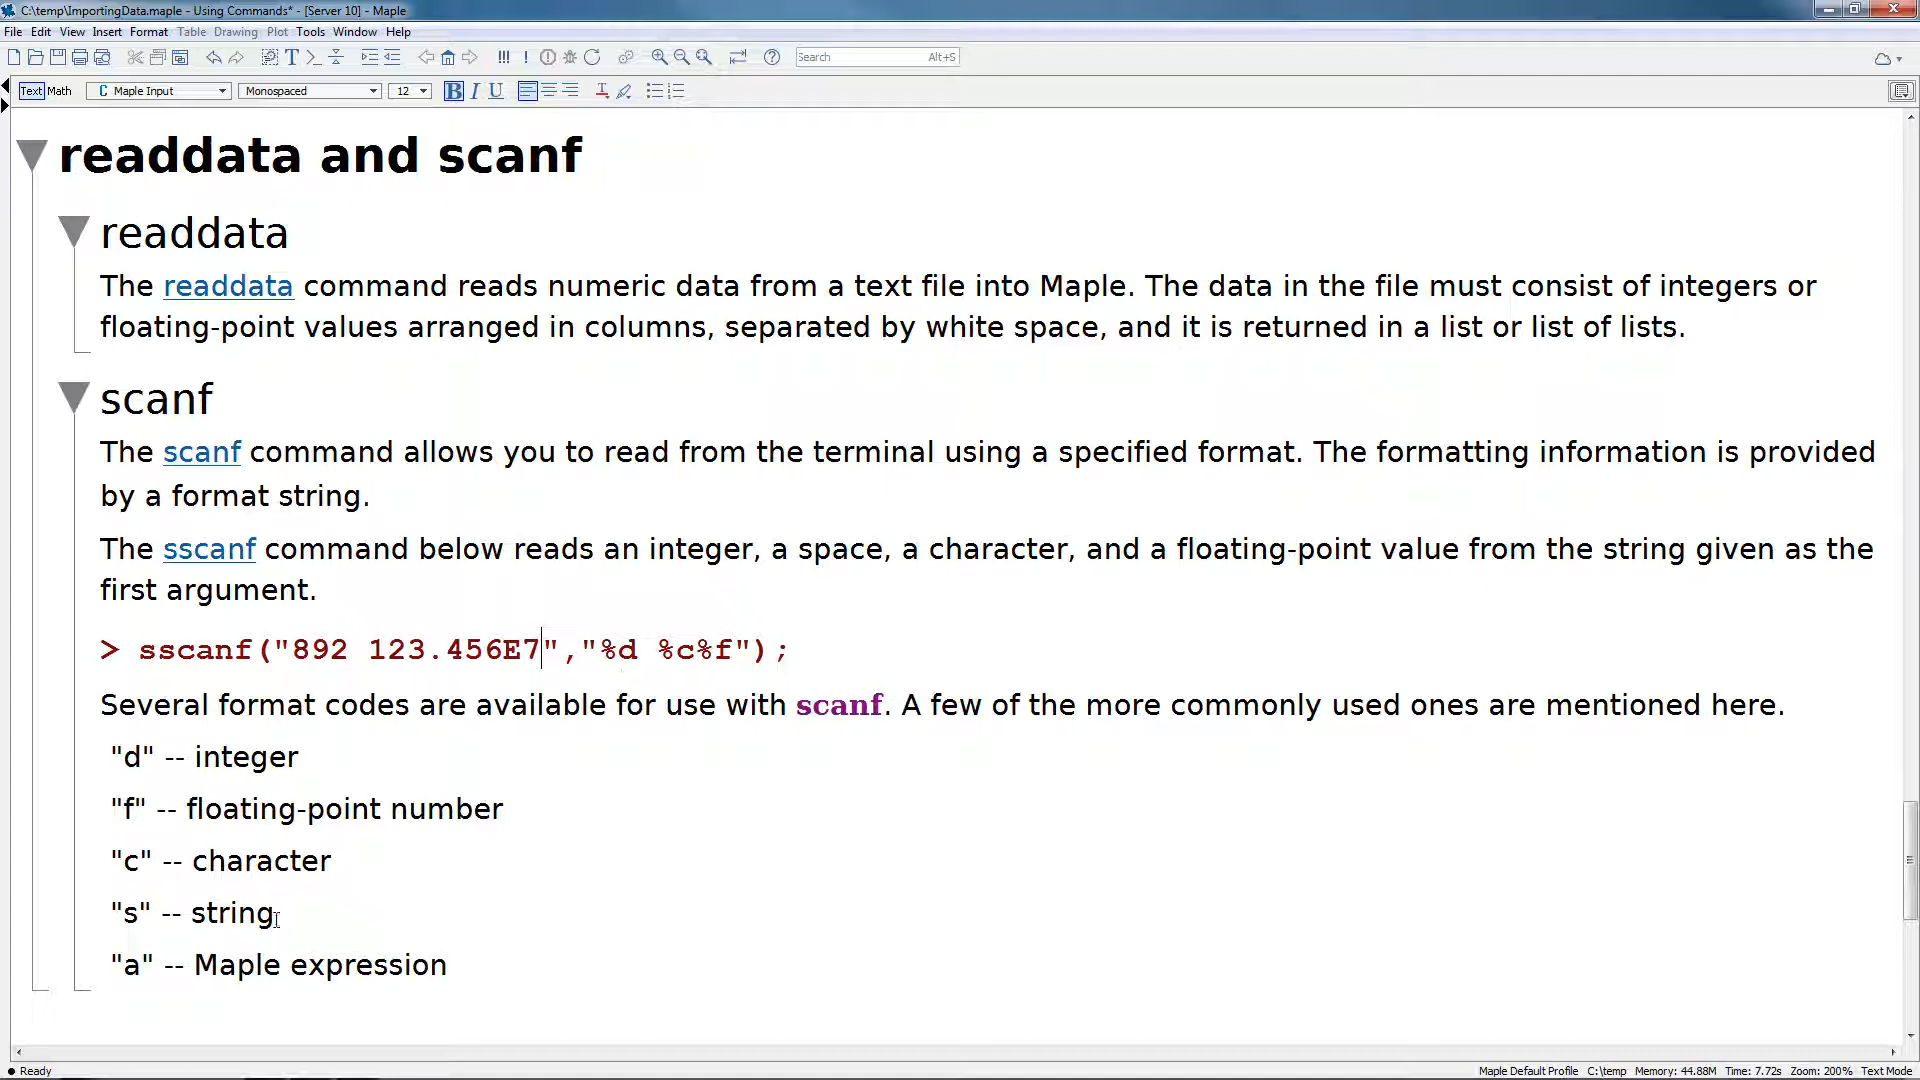 C:\temp\ImportingData.maple - Using Commands* - [Server 10] - Maple
File Edit View Insert Format Table Drawing Plot Tools Window Help
Search Alt+S
Text Math C Maple Input Monospaced 12 B I U
readdata and scanf
readdata
The readdata command reads numeric data from a text file into Maple. The data in the file must consist of integers or
floating-point values arranged in columns, separated by white space, and it is returned in a list or list of lists.
scanf
The scanf command allows you to read from the terminal using a specified format. The formatting information is provided
by a format string.
The sscanf command below reads an integer, a space, a character, and a floating-point value from the string given as the
first argument.
> sscanf("892 123.456E7","%d %c%f");
Several format codes are available for use with scanf. A few of the more commonly used ones are mentioned here.
"d" -- integer
"f" -- floating-point number
"c" -- character
"s" -- string
"a" -- Maple expression
Ready Maple Default Profile C:\temp Memory: 44.88M Time: 7.72s Zoom: 200% Text Mode